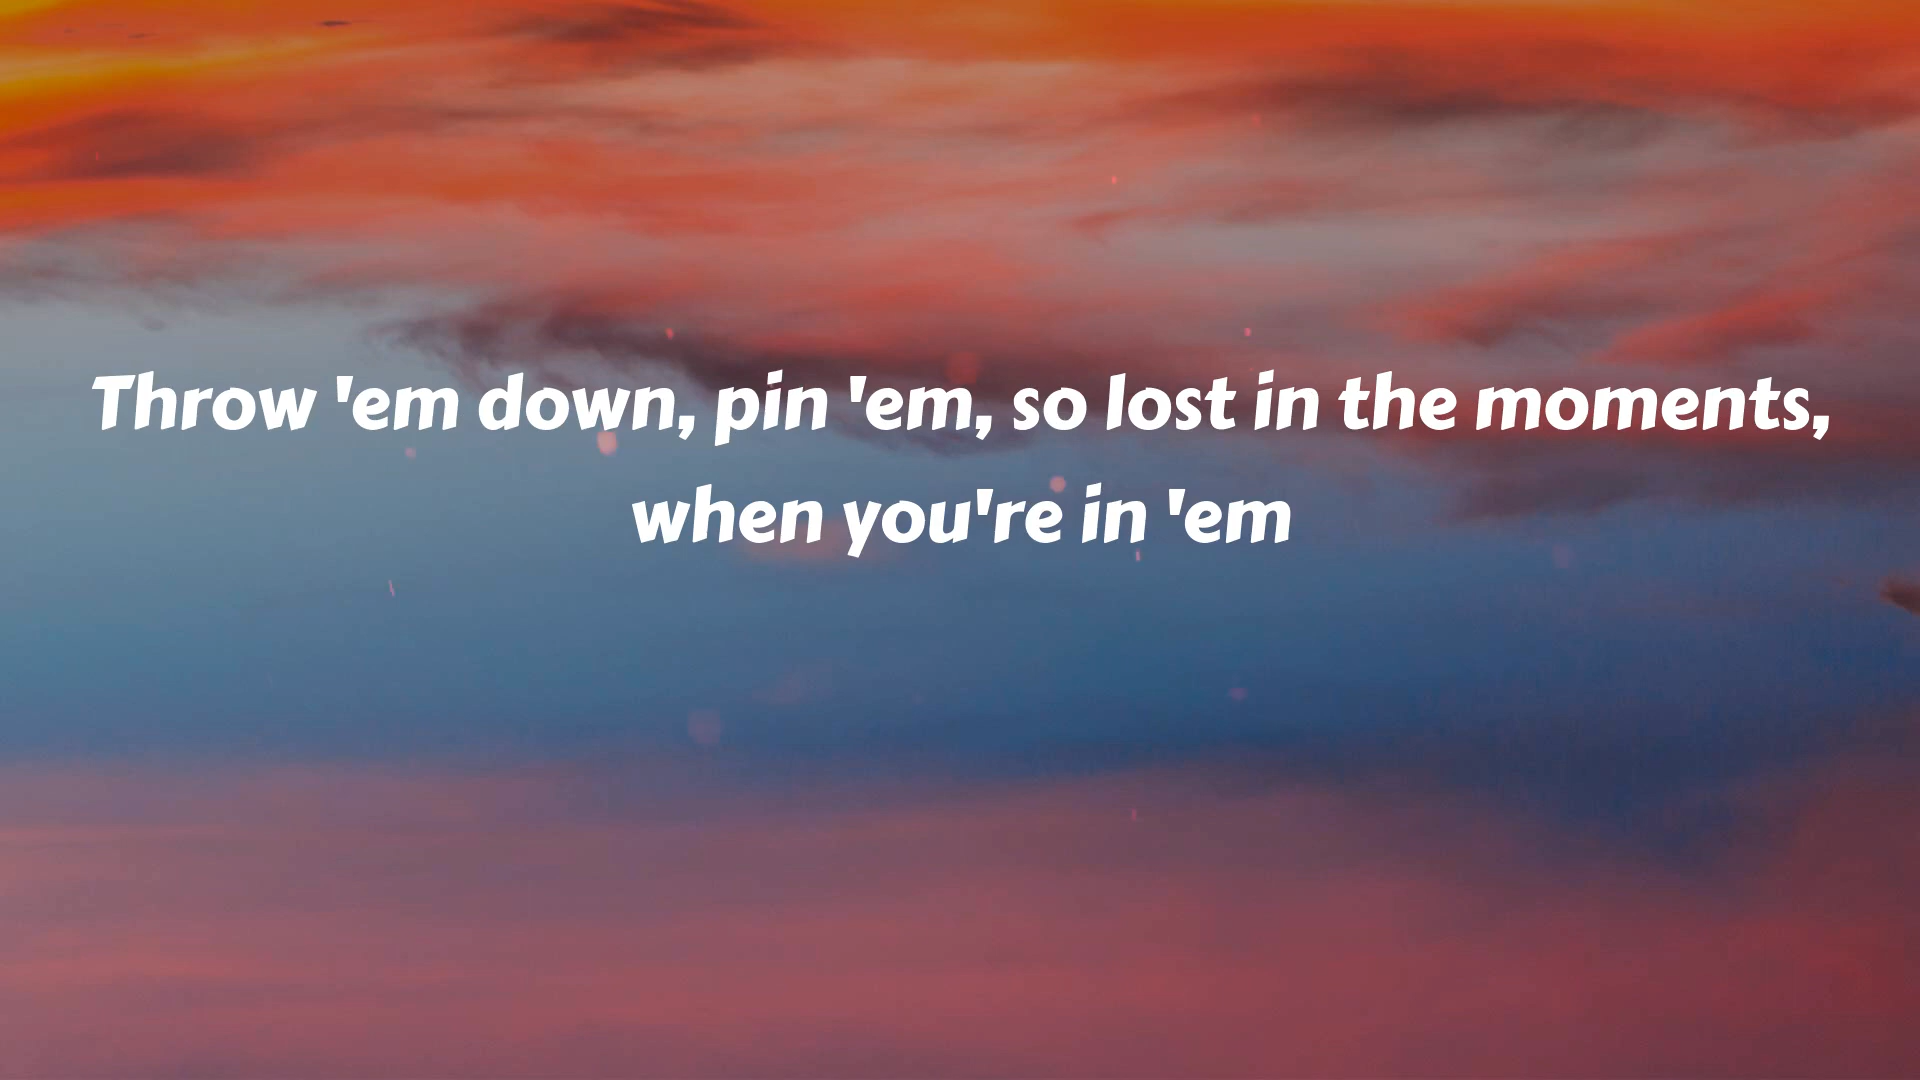 Throw 'em down, pin 'em, so lost in the moments,
when you're in 'em